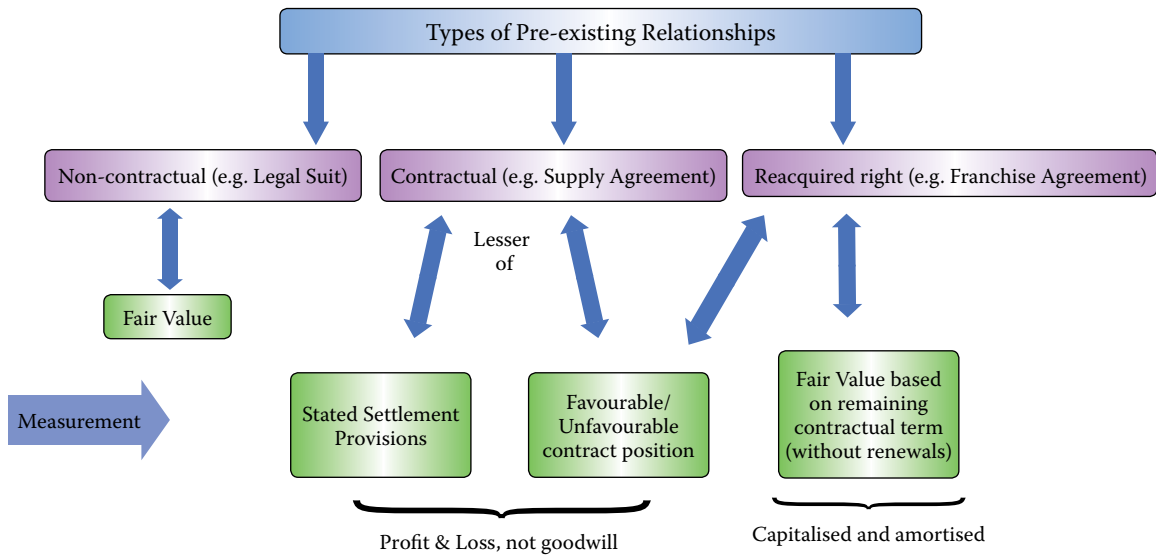 Types of Pre-existing Relationships
Non-contractual (e.g. Legal Suit)
Contractual (e.g. Supply Agreement)
Reacquired right (e.g. Franchise Agreement)
Lesser
of
Fair Value
Measurement
Stated Settlement
Provisions
Favourable/
Unfavourable
contract position
Fair Value based
on remaining
contractual term
(without renewals)
Profit & Loss, not goodwill
Capitalised and amortised